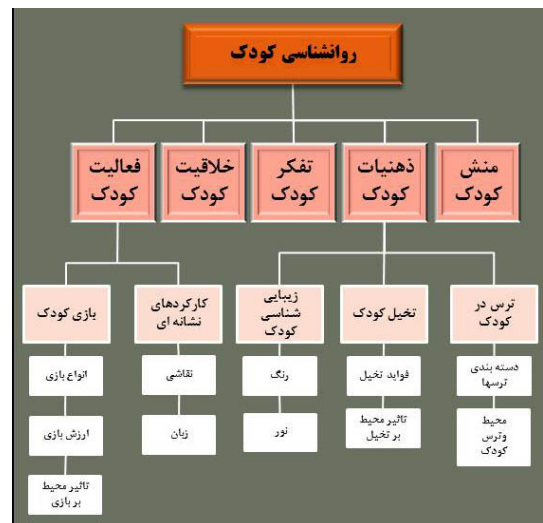 روانشناسی کودک
منش
کودک
ذهنیات
کودک
تفکر
کودک
خلاقیت
کودک
فعالیت
کودک
ترس در
کودک
تخیل کودک
زیبایی
شناسی
کودک
کارکردهای
نشانه ای
بازی کودک
دسته بندی
ترسها
فواید تخیل
رنگ
نقاشی
انواع بازی
محیط
وترس
کودک
تاثیر محیط
بر تخیل
نور
زبان
ارزش بازی
تاثیر محیط
بر بازی